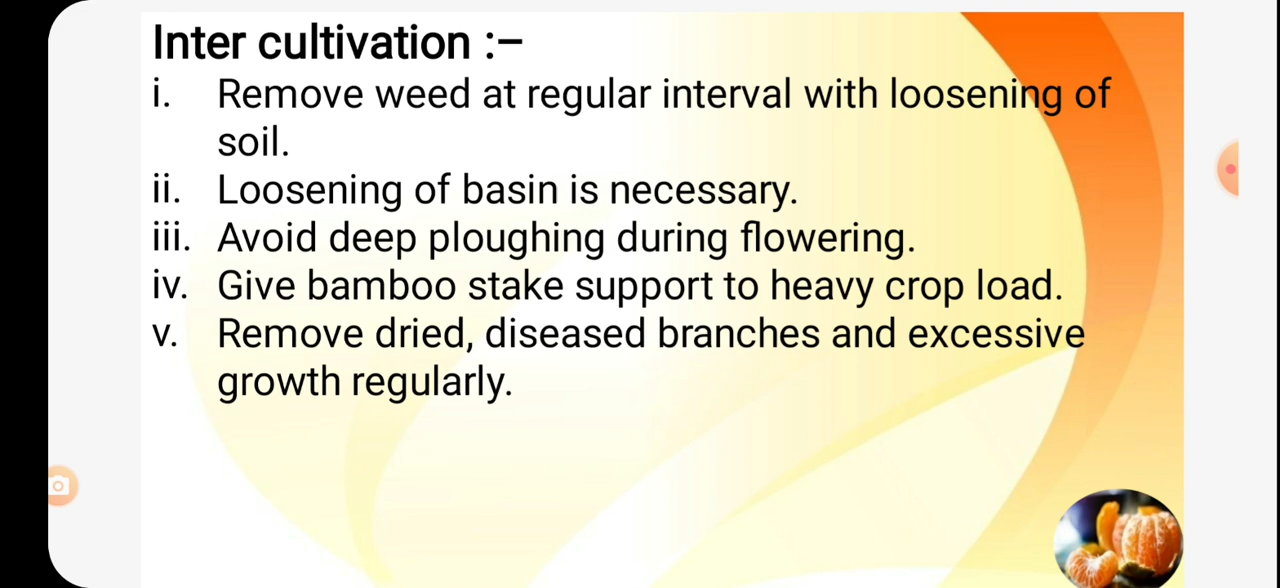 Inter cultivation :–
i. Remove weed at regular interval with loosening of
soil.
ii. Loosening of basin is necessary.
iii. Avoid deep ploughing during flowering.
iv. Give bamboo stake support to heavy crop load.
v. Remove dried, diseased branches and excessive
growth regularly.